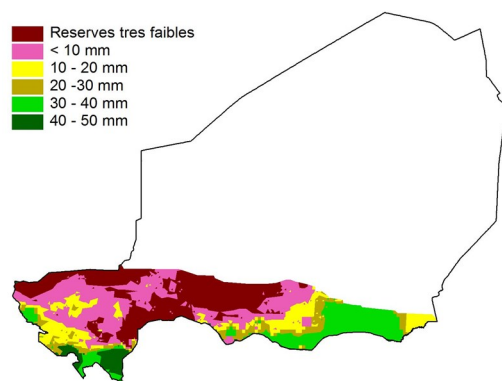 Reserves tres faibles
< 10 mm
10 - 20 mm
20 -30 mm
30 - 40 mm
40 - 50 mm